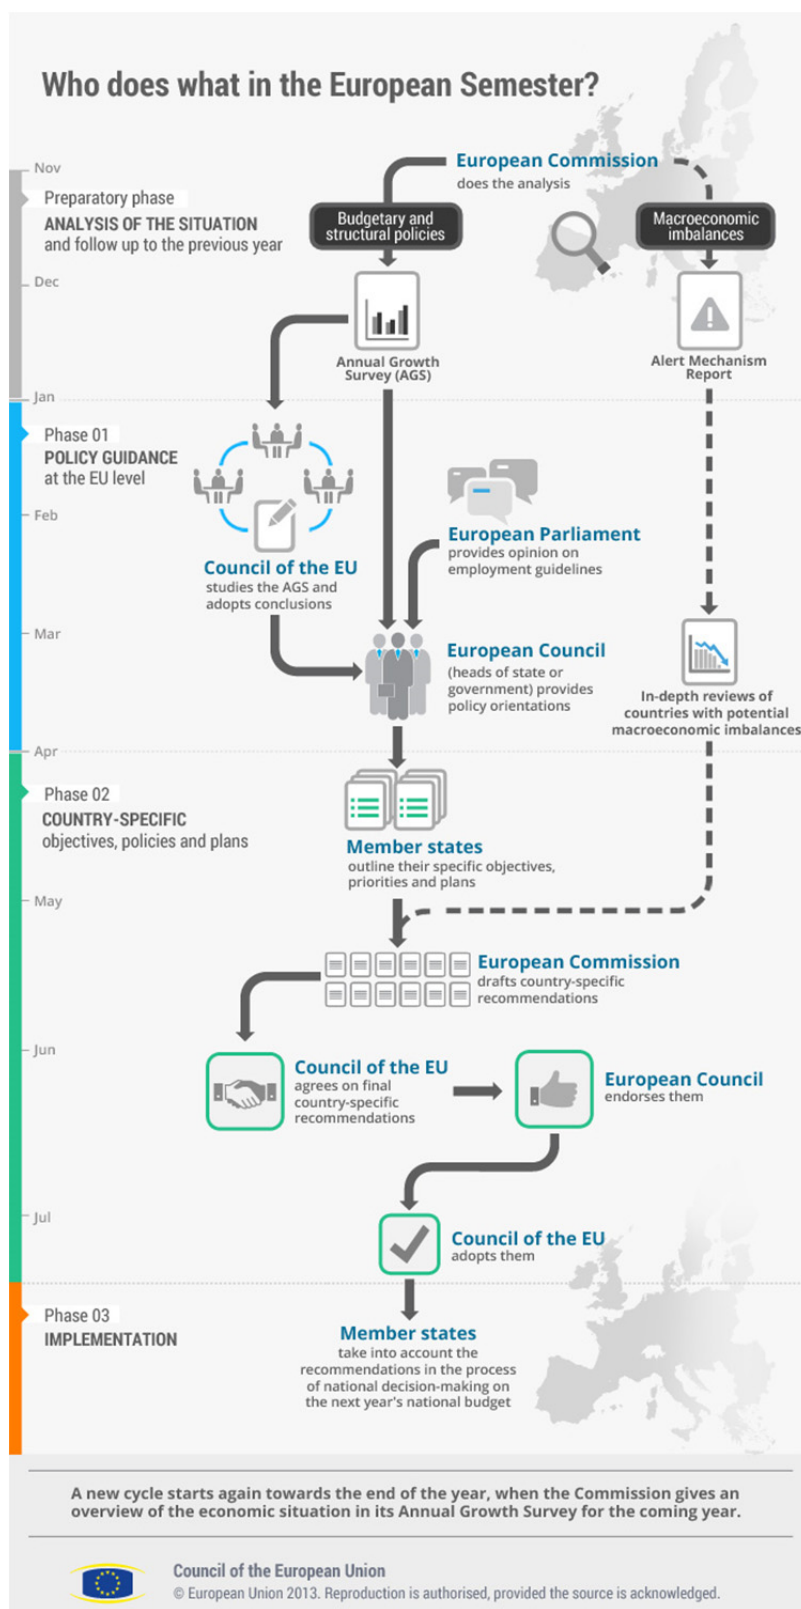 Who does what in the European Semester?
Nov
European Commission
does the analysis
Preparatory phase
ANALYSIS OF THE SITUATION
and follow up to the previous year
Budgetary and
structural policies
Macroeconomic
imbalances
Dec
Annual Growth
Survey (AGS)
Alert Mechanism
Report
Jan
Phase 01
POLICY GUIDANCE
at the EU level
Feb
European Parliament
provides opinion on
employment guidelines
Council of the EU
studies the AGS and
adopts conclusions
Mar
European Council
(heads of state or
government) provides
policy orientations
In-depth reviews of
countries with potential
macroeconomic imbalances
Apr
Phase 02
COUNTRY-SPECIFIC
objectives, policies and plans
Member states
outline their specific objectives,
priorities and plans
May
European Commission
drafts country-specific
recommendations
Jun
Council of the EU
agrees on final
country-specific
recommendations
European Council
endorses them
Jul
Council of the EU
adopts them
Phase 03
IMPLEMENTATION
Member states
take into account the
recommendations in the process
of national decision-making on
the next year's national budget
A new cycle starts again towards the end of the year, when the Commission gives an
overview of the economic situation in its Annual Growth Survey for the coming year.
Council of the European Union
© European Union 2013. Reproduction is authorised, provided the source is acknowledged.